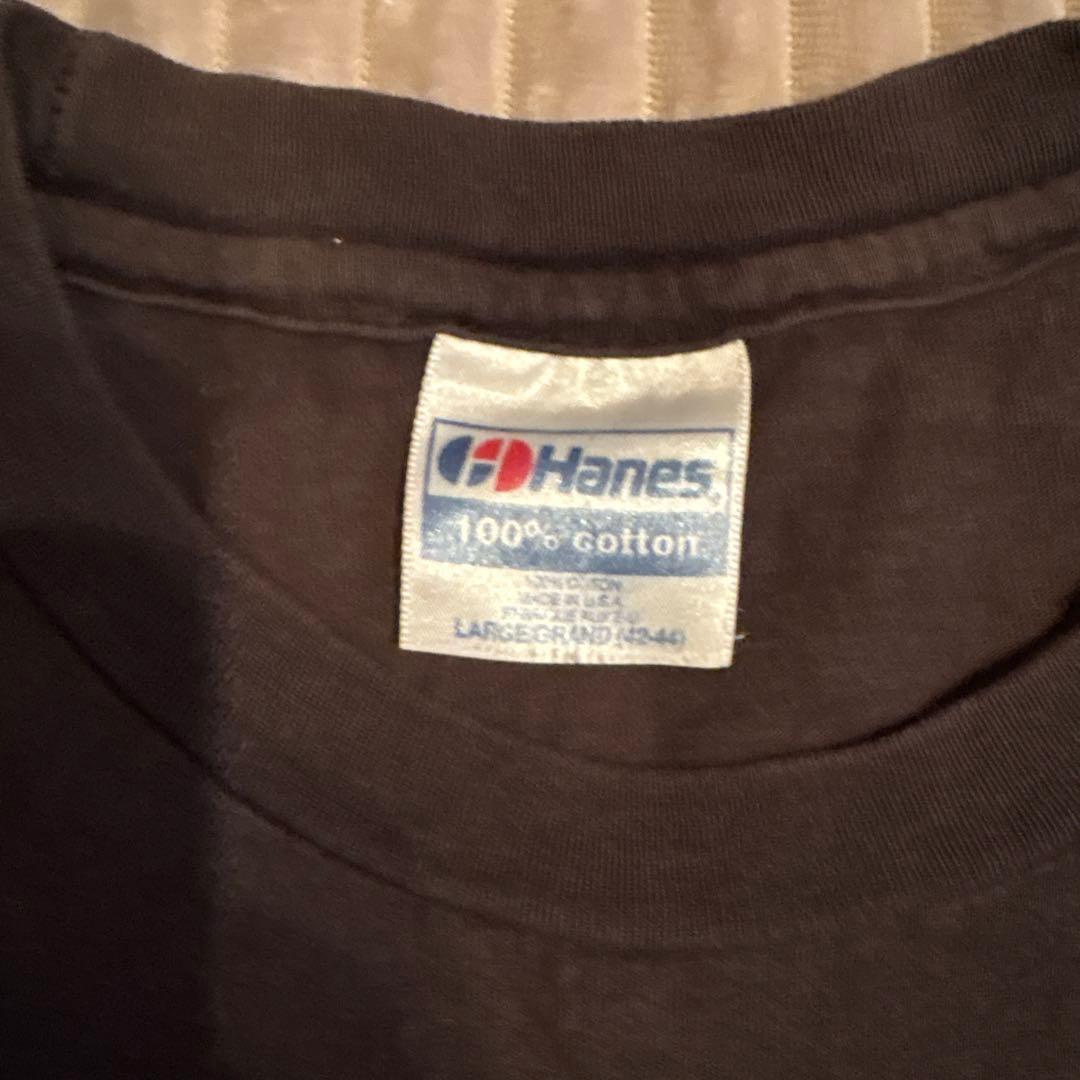 Hanes
100% cotton
100% COTTON
MADE IN U.S.A.
LARGE/GRAND (42-44)